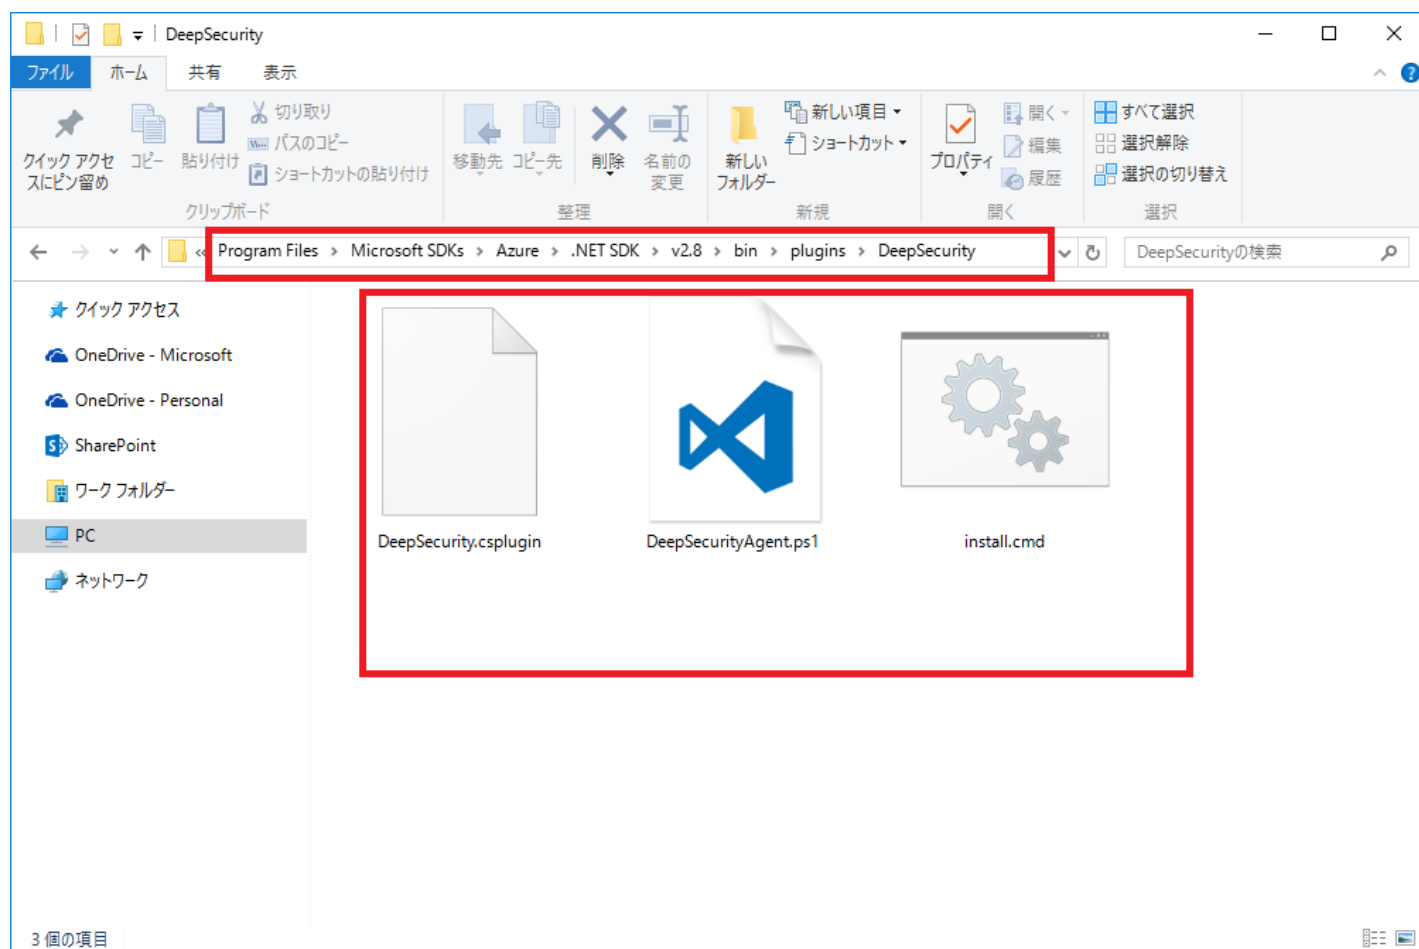 DeepSecurity
ファイル ホーム 共有 表示
クイック アクセ
スにピン留め
コピー
貼り付け
切り取り
パスのコピー
ショートカットの貼り付け
クリップボード
移動先
コピー先
削除
名前の
変更
整理
新しい
フォルダー
新しい項目
ショートカット
新規
プロパティ
開く
編集
履歴
開く
すべて選択
選択解除
選択の切り替え
選択
« Program Files › Microsoft SDKs › Azure › .NET SDK › v2.8 › bin › plugins › DeepSecurity
DeepSecurityの検索
クイック アクセス
OneDrive - Microsoft
OneDrive - Personal
SharePoint
ワーク フォルダー
PC
ネットワーク
DeepSecurity.csplugin
DeepSecurityAgent.ps1
install.cmd
3 個の項目